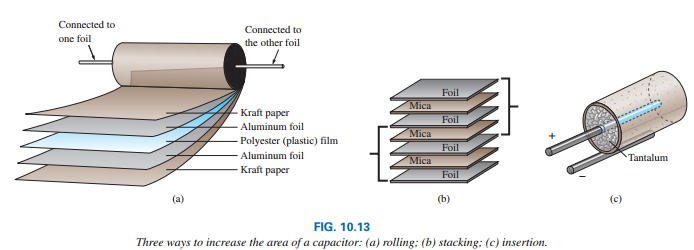 Connected to
one foil
Connected to
the other foil
Kraft paper
Aluminum foil
Polyester (plastic) film
Aluminum foil
Kraft paper
(a)
Foil
Mica
Foil
Mica
Foil
Mica
Foil
(b)
+
–
Tantalum
(c)
FIG. 10.13
Three ways to increase the area of a capacitor: (a) rolling; (b) stacking; (c) insertion.